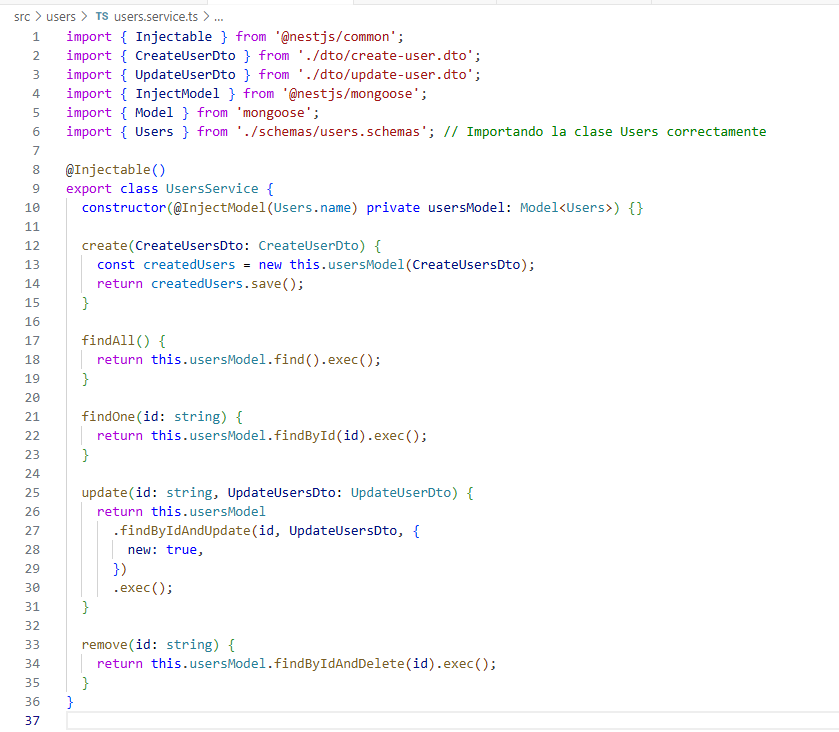 src > users > TS users.service.ts > ...
1 import { Injectable } from '@nestjs/common';
2 import { CreateUserDto } from './dto/create-user.dto';
3 import { UpdateUserDto } from './dto/update-user.dto';
4 import { InjectModel } from '@nestjs/mongoose';
5 import { Model } from 'mongoose';
6 import { Users } from './schemas/users.schemas'; // Importando la clase Users correctamente
7
8 @Injectable()
9 export class UsersService {
10   constructor(@InjectModel(Users.name) private usersModel: Model<Users>) {}
11
12   create(CreateUsersDto: CreateUserDto) {
13     const createdUsers = new this.usersModel(CreateUsersDto);
14     return createdUsers.save();
15   }
16
17   findAll() {
18     return this.usersModel.find().exec();
19   }
20
21   findOne(id: string) {
22     return this.usersModel.findById(id).exec();
23   }
24
25   update(id: string, UpdateUsersDto: UpdateUserDto) {
26     return this.usersModel
27       .findByIdAndUpdate(id, UpdateUsersDto, {
28         new: true,
29       })
30       .exec();
31   }
32
33   remove(id: string) {
34     return this.usersModel.findByIdAndDelete(id).exec();
35   }
36 }
37